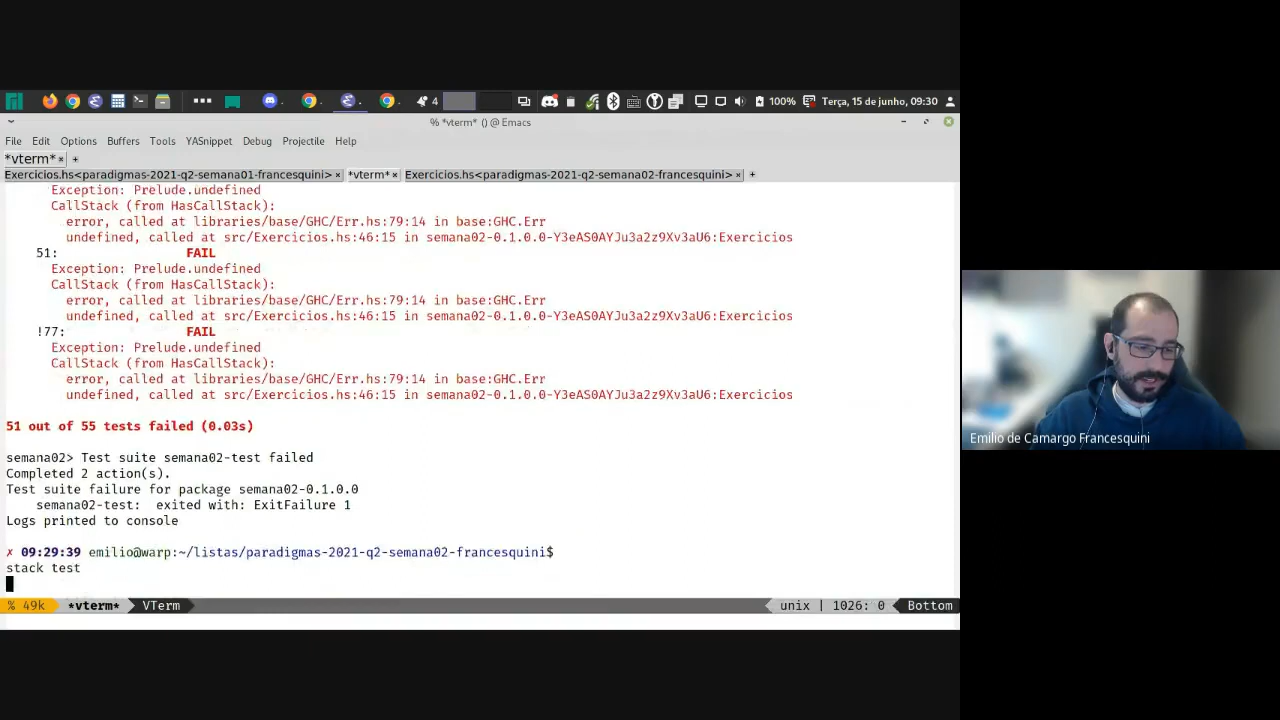 4
100%
Terça, 15 de junho, 09:30
% *vterm* () @ Emacs
File Edit Options Buffers Tools YASnippet Debug Projectile Help
*vterm* × +
Exercicios.hs<paradigmas-2021-q2-semana01-francesquini> × *vterm* × Exercicios.hs<paradigmas-2021-q2-semana02-francesquini> × +
Exception: Prelude.undefined
CallStack (from HasCallStack):
error, called at libraries/base/GHC/Err.hs:79:14 in base:GHC.Err
undefined, called at src/Exercicios.hs:46:15 in semana02-0.1.0.0-Y3eAS0AYJu3a2z9Xv3aU6:Exercicios
51: FAIL
Exception: Prelude.undefined
CallStack (from HasCallStack):
error, called at libraries/base/GHC/Err.hs:79:14 in base:GHC.Err
undefined, called at src/Exercicios.hs:46:15 in semana02-0.1.0.0-Y3eAS0AYJu3a2z9Xv3aU6:Exercicios
!77: FAIL
Exception: Prelude.undefined
CallStack (from HasCallStack):
error, called at libraries/base/GHC/Err.hs:79:14 in base:GHC.Err
undefined, called at src/Exercicios.hs:46:15 in semana02-0.1.0.0-Y3eAS0AYJu3a2z9Xv3aU6:Exercicios
51 out of 55 tests failed (0.03s)
semana02> Test suite semana02-test failed
Completed 2 action(s).
Test suite failure for package semana02-0.1.0.0
semana02-test: exited with: ExitFailure 1
Logs printed to console
✗ 09:29:39 emilio@warp:~/listas/paradigmas-2021-q2-semana02-francesquini$
stack test
% 49k *vterm* VTerm unix | 1026: 0 Bottom
Emilio de Camargo Francesquini